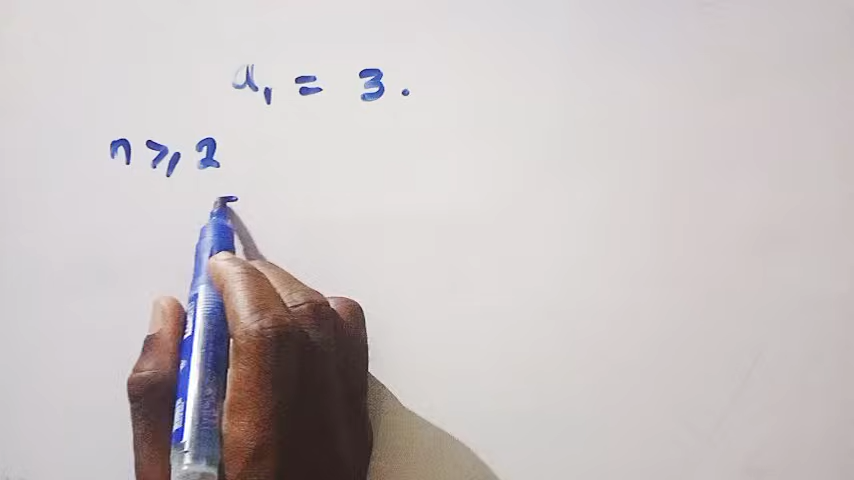 a₁ = 3.
n ⩾ 2